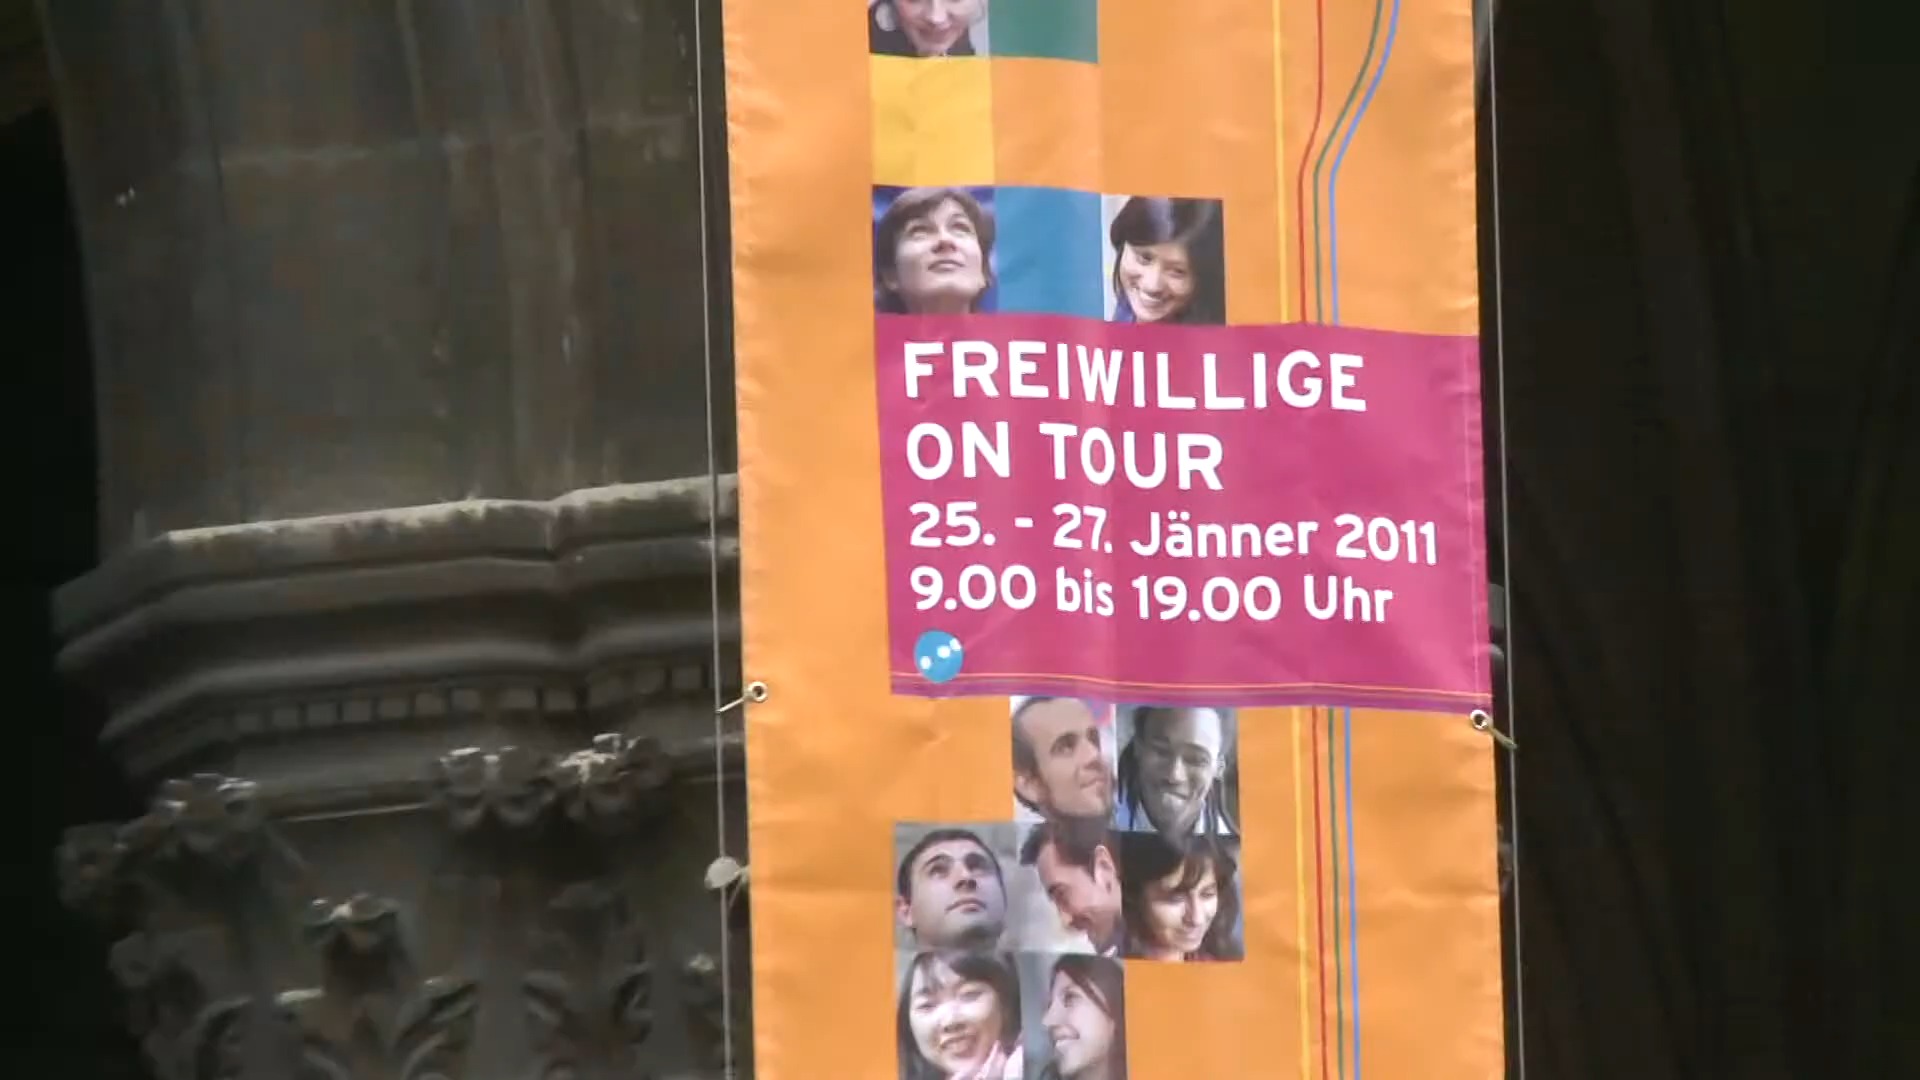 FREIWILLIGE
ON TOUR
25. - 27. Jänner 2011
9.00 bis 19.00 Uhr